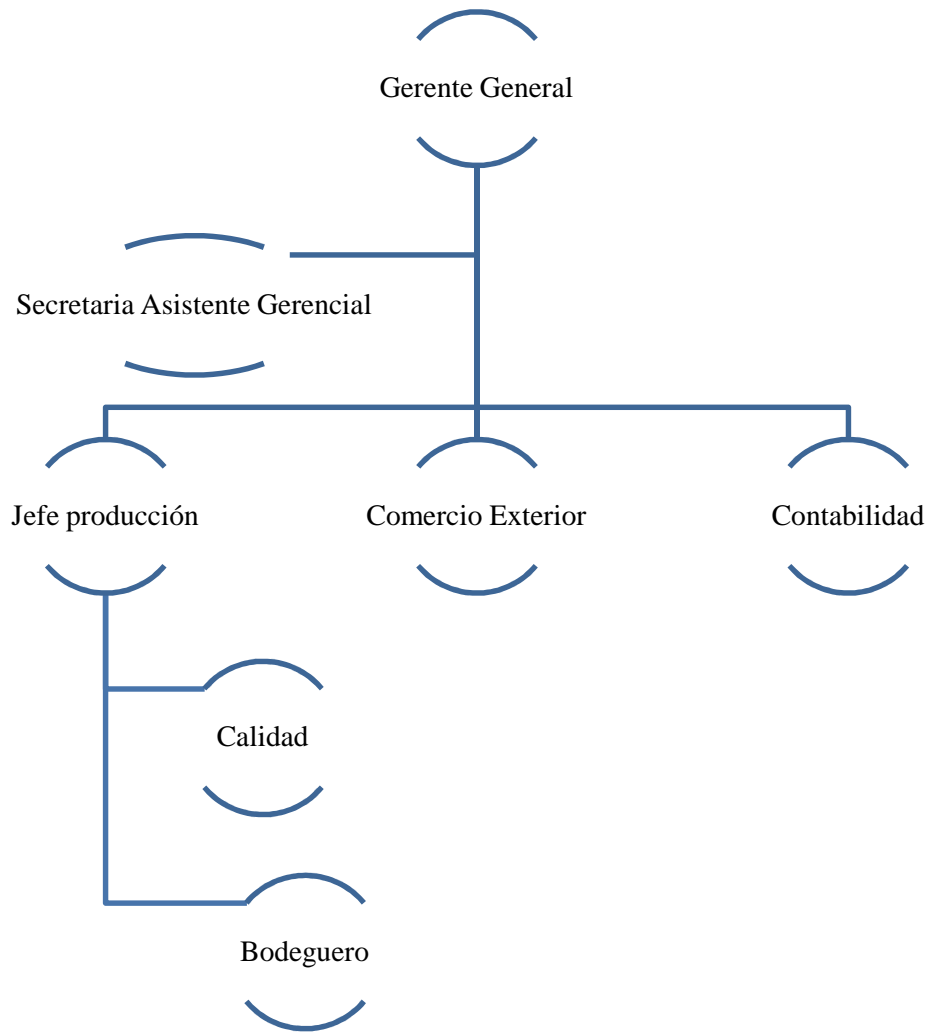 Gerente General
Secretaria Asistente Gerencial
Jefe producción
Comercio Exterior
Contabilidad
Calidad
Bodeguero